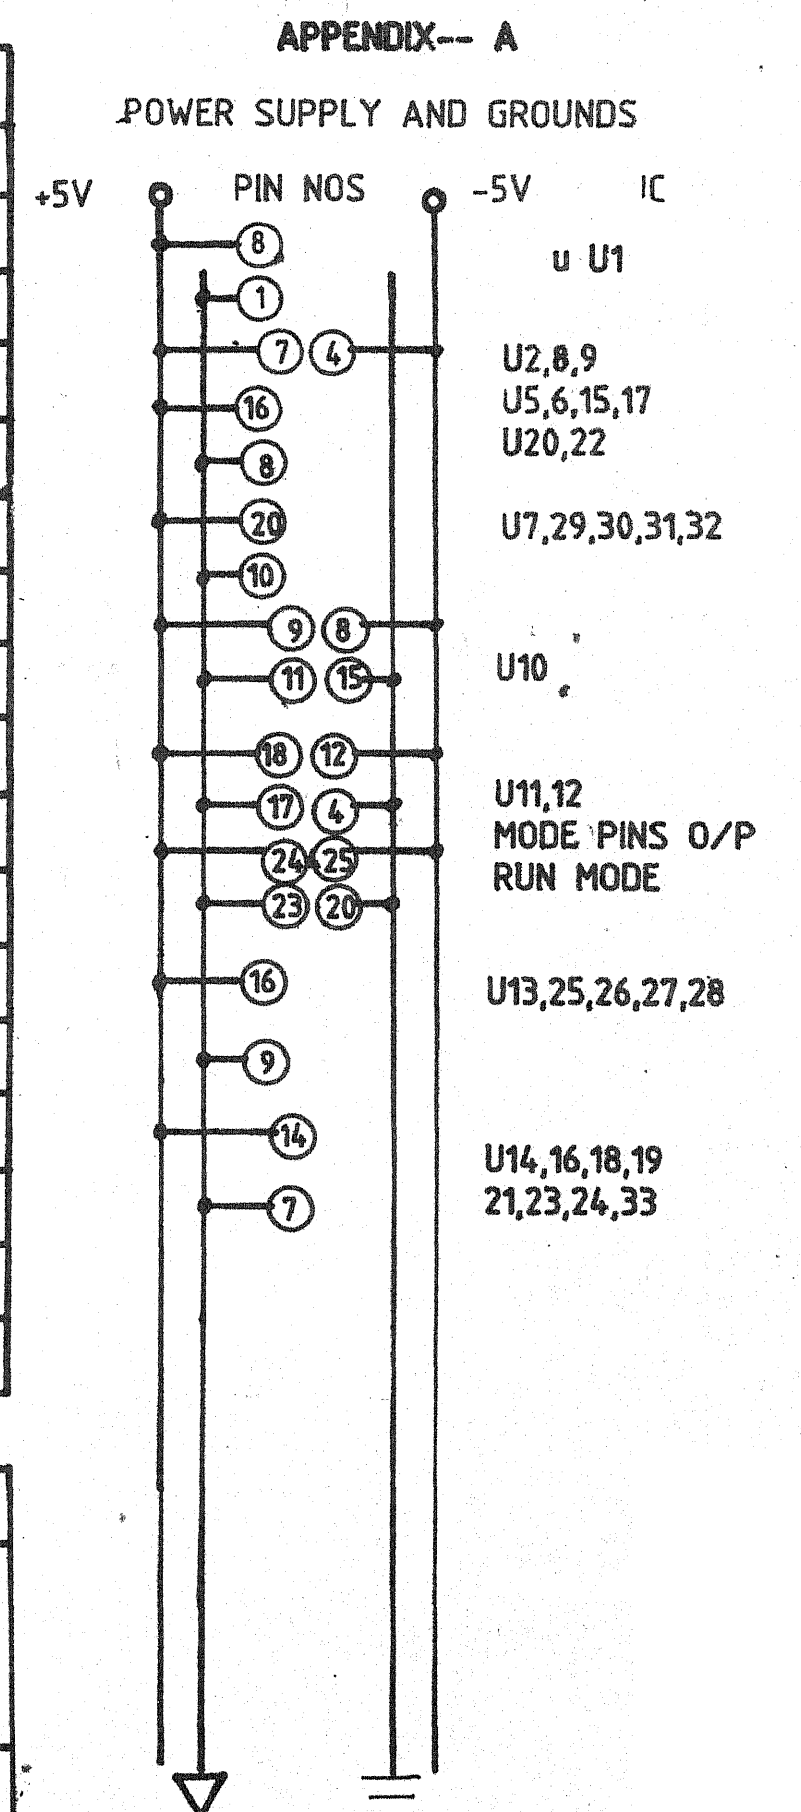 APPENDIX-- A
POWER SUPPLY AND GROUNDS
+5V PIN NOS -5V IC
8
u U1
1
7 4 U2,8,9
16 U5,6,15,17
U20,22
8
20 U7,29,30,31,32
10
9 8
11 15 U10
18 12
17 4 U11,12
MODE PINS O/P
24 25
RUN MODE
23 20
16 U13,25,26,27,28
9
14
U14,16,18,19
7 21,23,24,33